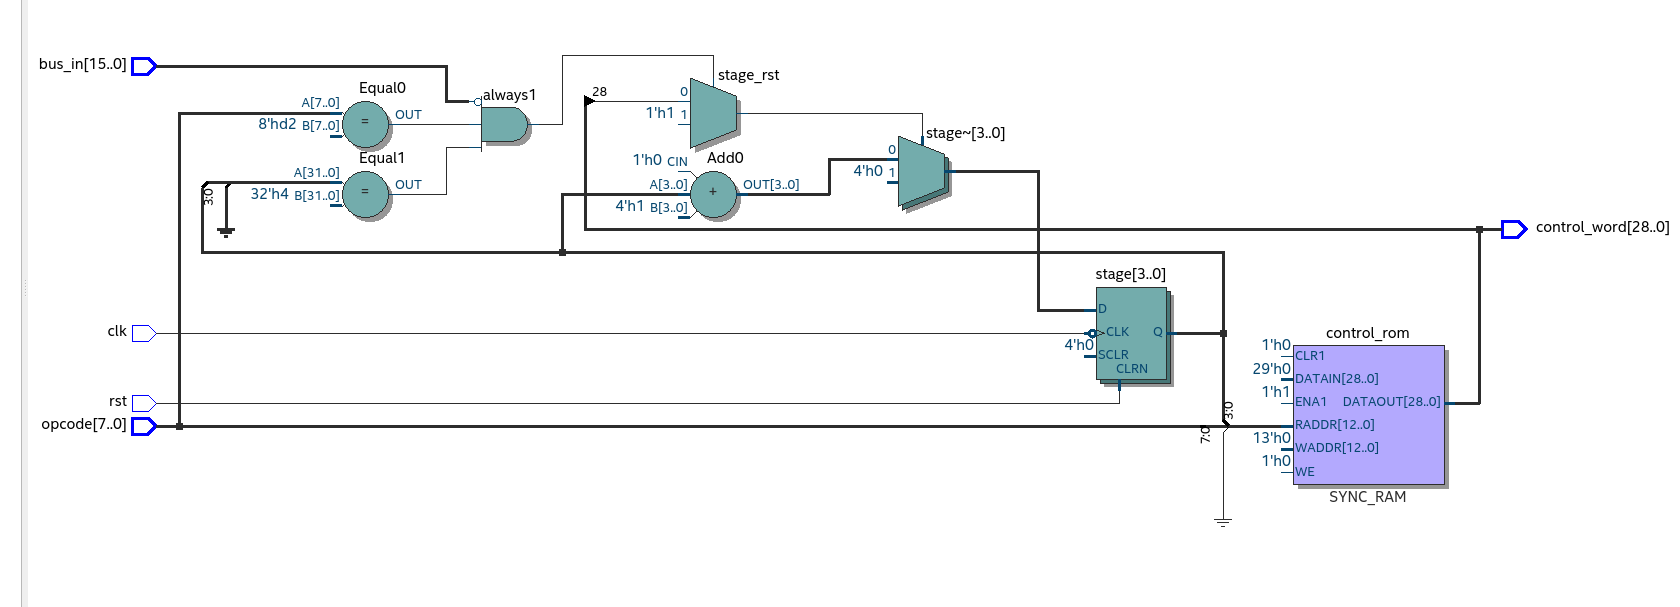 bus_in[15..0]
Equal0
A[7..0]
8'hd2 B[7..0]
=
OUT
always1
Equal1
A[31..0]
32'h4 B[31..0]
=
OUT
3:0
28
stage_rst
0
1'h1 1
1'h0 CIN
Add0
A[3..0]
4'h1 B[3..0]
+
OUT[3..0]
stage~[3..0]
0
4'h0 1
control_word[28..0]
stage[3..0]
D
CLK
Q
4'h0
SCLR
CLRN
clk
rst
opcode[7..0]
3:0
7:0
control_rom
1'h0 CLR1
29'h0 DATAIN[28..0]
1'h1 ENA1 DATAOUT[28..0]
RADDR[12..0]
13'h0 WADDR[12..0]
1'h0 WE
SYNC_RAM